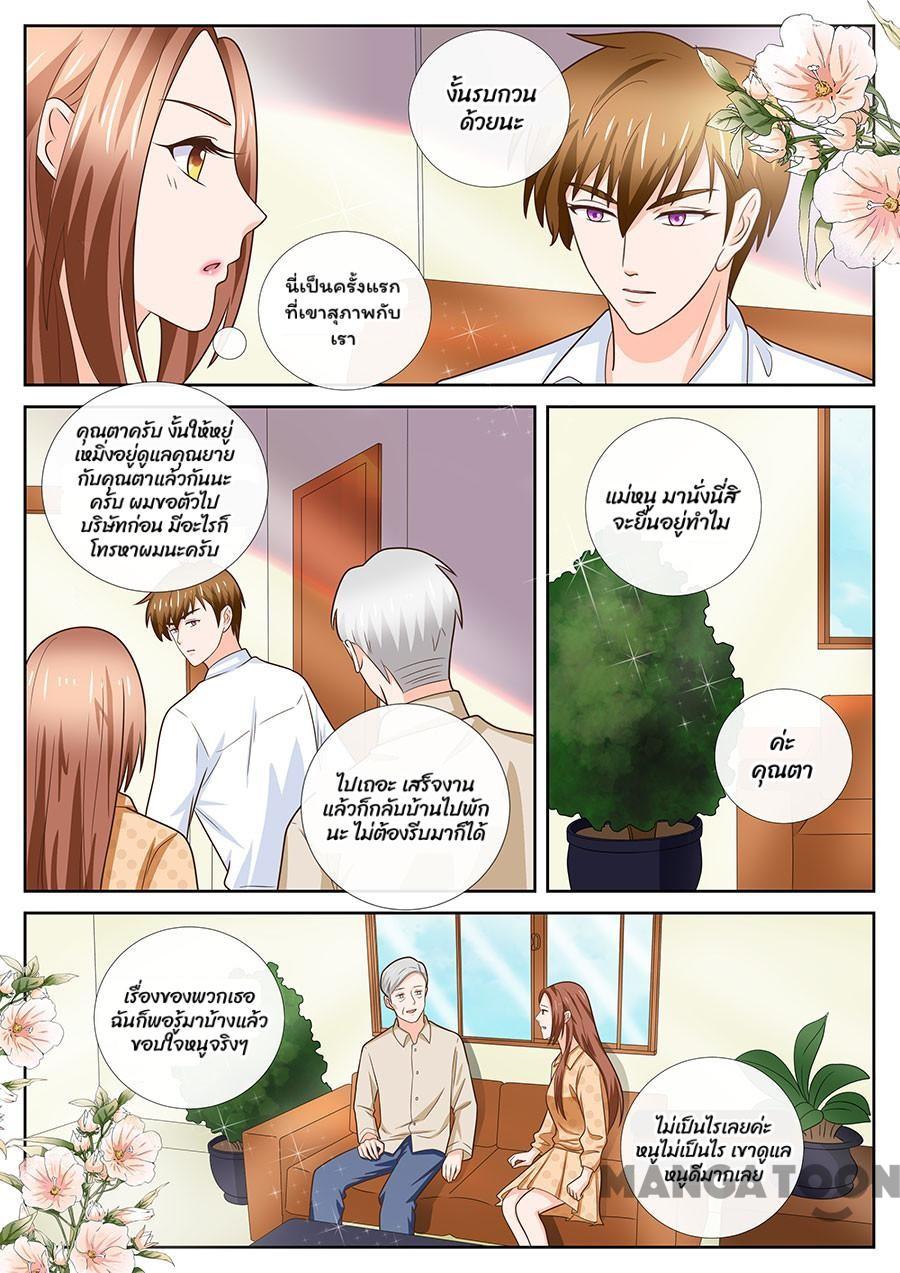 งั้นรบกวน
ด้วยนะ
นี่เป็นครั้งแรก
ที่เขาสุภาพกับ
เรา
คุณตาครับ งั้นให้หยู่
เหมิ่งอยู่ดูแลคุณยาย
กับคุณตาแล้วกันนะ
ครับ ผมขอตัวไป
บริษัทก่อน มีอะไรก็
โทรหาผมนะครับ
ไปเถอะ เสร็จงาน
แล้วก็กลับบ้านไปพัก
นะ ไม่ต้องรีบมาก็ได้
แม่หนู มานั่งนี่สิ
จะยืนอยู่ทำไม
ค่ะ
คุณตา
เรื่องของพวกเธอ
ฉันก็พอรู้มาบ้างแล้ว
ขอบใจหนูจริงๆ
ไม่เป็นไรเลยค่ะ
หนูไม่เป็นไร เขาดูแล
หนูดีมากเลย
MANGATOON